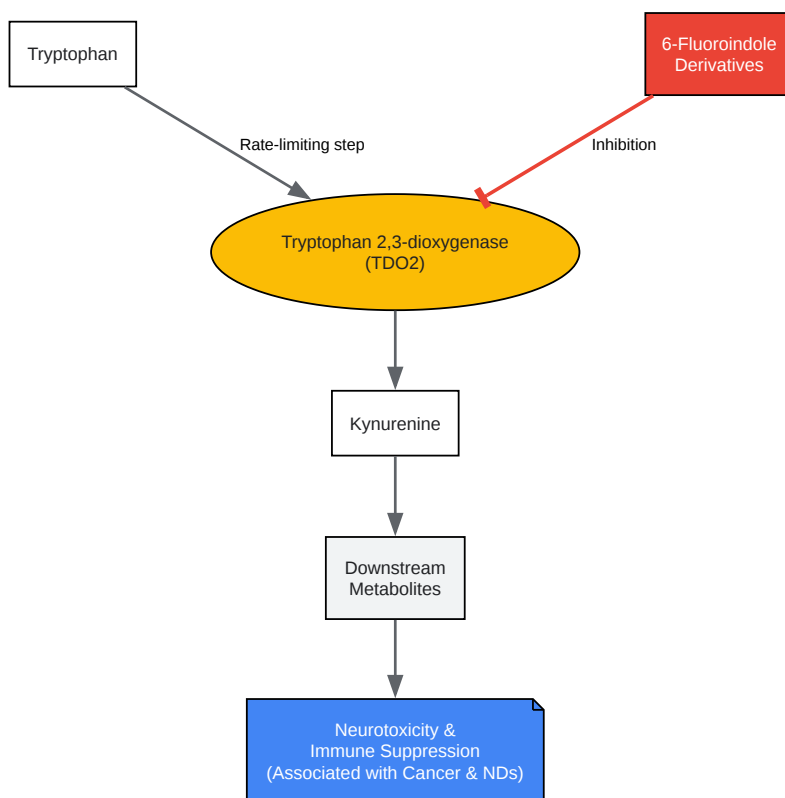 Tryptophan
6-Fluoroindole
Derivatives
Rate-limiting step
Inhibition
Tryptophan 2,3-dioxygenase
(TDO2)
Kynurenine
Downstream
Metabolites
Neurotoxicity &
Immune Suppression
(Associated with Cancer & NDs)